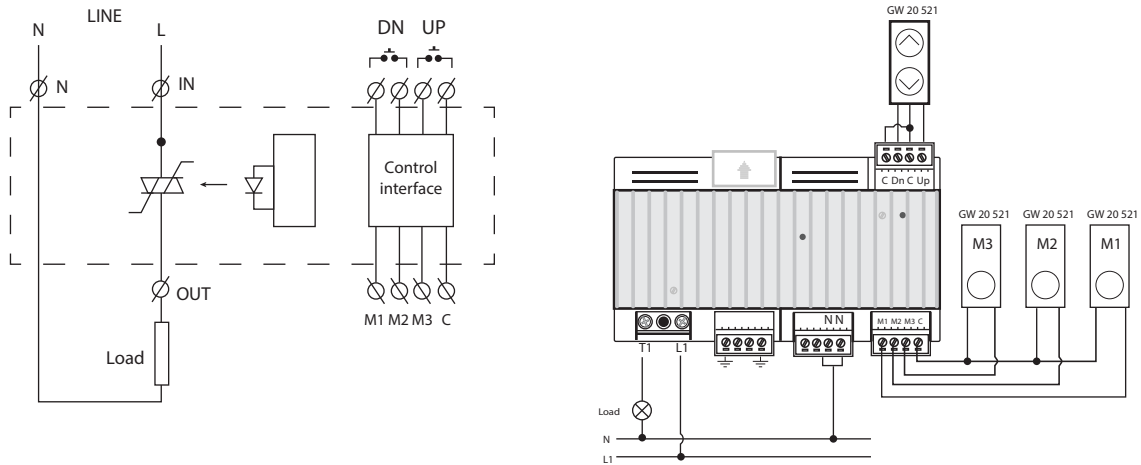 LINE
N L
DN UP
N IN
Control
interface
OUT
M1 M2 M3 C
Load
GW 20 521
C Dn C Up
GW 20 521 GW 20 521 GW 20 521
M3 M2 M1
N N
M1 M2 M3 C
T1 L1
Load
N
L1